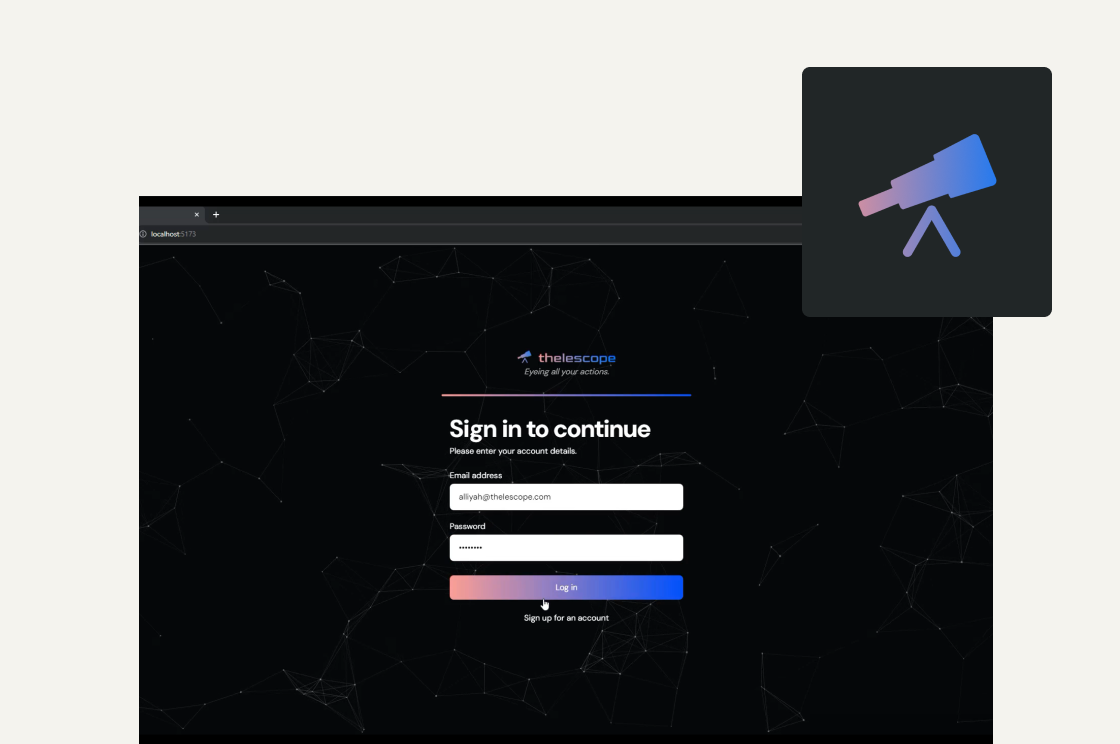 localhost:5173
thelescope
Eyeing all your actions.
Sign in to continue
Please enter your account details.
Email address
alliyah@thelescope.com
Password
••••••••
Log in
Sign up for an account